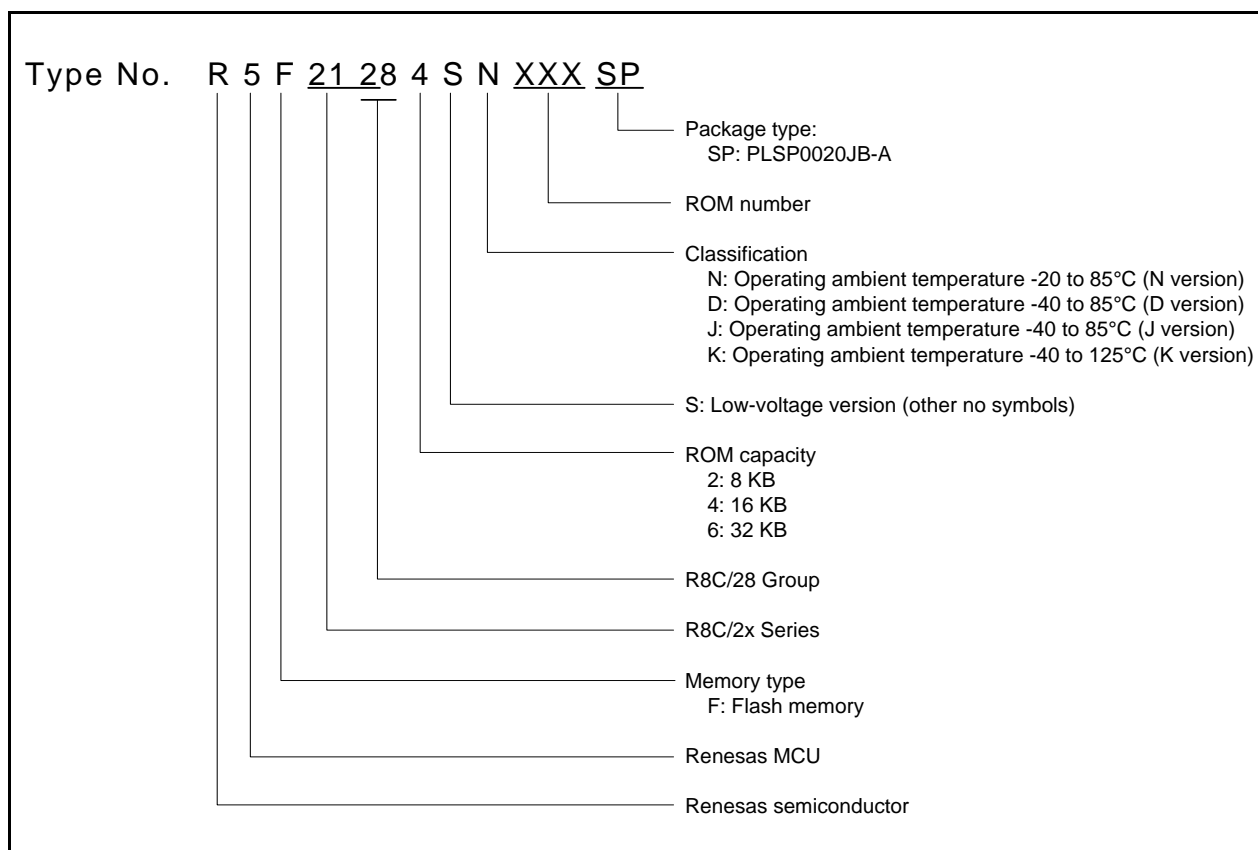 Type No. R 5 F 21 28 4 S N XXX SP
Package type:
SP: PLSP0020JB-A
ROM number
Classification
N: Operating ambient temperature -20 to 85°C (N version)
D: Operating ambient temperature -40 to 85°C (D version)
J: Operating ambient temperature -40 to 85°C (J version)
K: Operating ambient temperature -40 to 125°C (K version)
S: Low-voltage version (other no symbols)
ROM capacity
2: 8 KB
4: 16 KB
6: 32 KB
R8C/28 Group
R8C/2x Series
Memory type
F: Flash memory
Renesas MCU
Renesas semiconductor